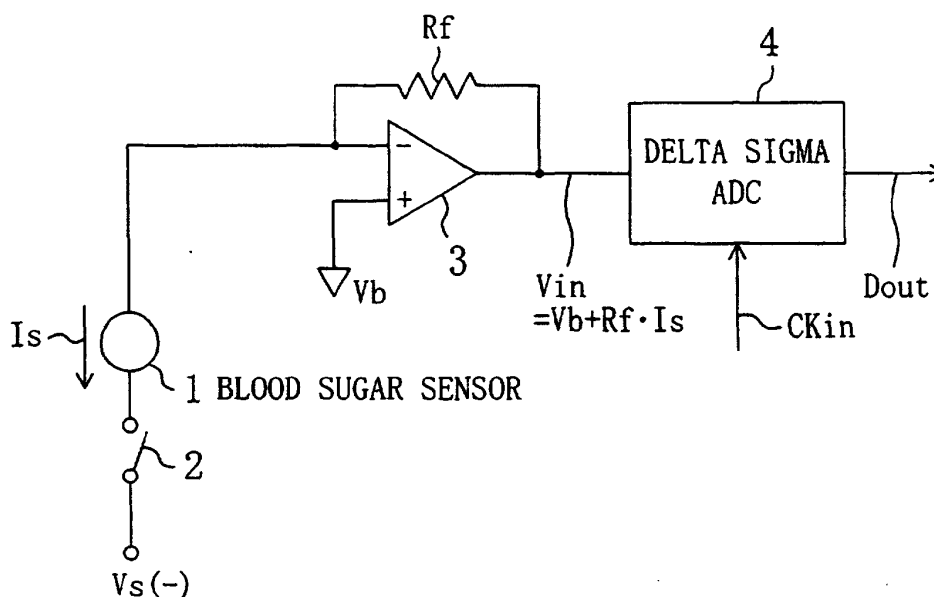 Rf
4
DELTA SIGMA
ADC
−
+
3
Vb
Vin
=Vb+Rf·Is
CKin
Dout
Is
1 BLOOD SUGAR SENSOR
2
Vs(-)